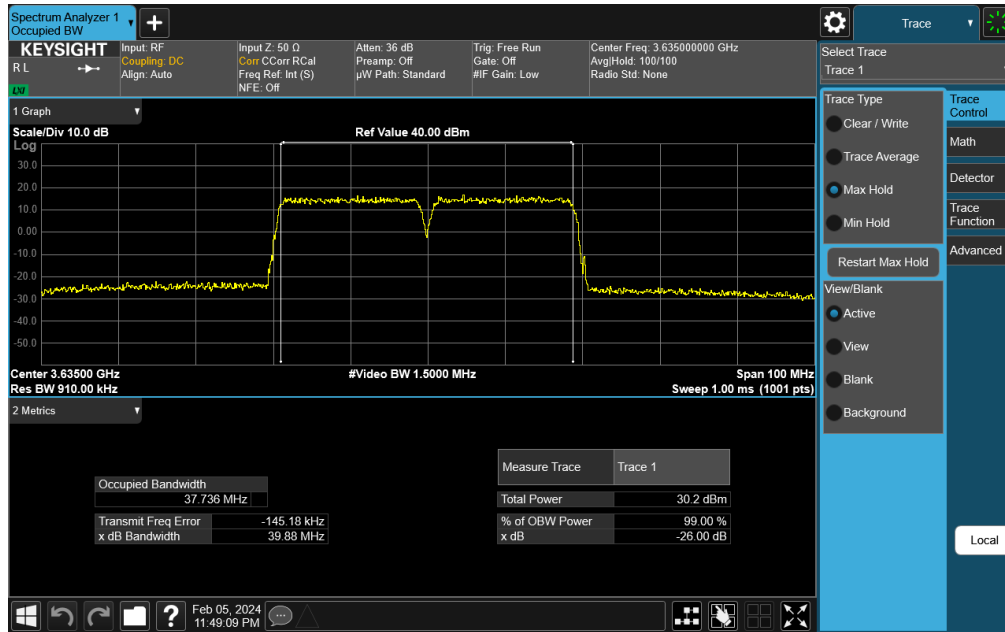 Spectrum Analyzer 1
Occupied BW
Trace
KEYSIGHT
R L
LXI
Input: RF
Coupling: DC
Align: Auto
Input Z: 50 Ω
Corr CCorr RCal
Freq Ref: Int (S)
NFE: Off
Atten: 36 dB
Preamp: Off
µW Path: Standard
Trig: Free Run
Gate: Off
#IF Gain: Low
Center Freq: 3.635000000 GHz
Avg|Hold: 100/100
Radio Std: None
Select Trace
Trace 1
1 Graph
Scale/Div 10.0 dB
Ref Value 40.00 dBm
Log
30.0
20.0
10.0
0.00
-10.0
-20.0
-30.0
-40.0
-50.0
Center 3.63500 GHz
#Video BW 1.5000 MHz
Span 100 MHz
Res BW 910.00 kHz
Sweep 1.00 ms (1001 pts)
Trace Type
Clear / Write
Trace Average
Max Hold
Min Hold
Restart Max Hold
View/Blank
Active
View
Blank
Background
Trace
Control
Math
Detector
Trace
Function
Advanced
2 Metrics
Occupied Bandwidth
37.736 MHz
Transmit Freq Error -145.18 kHz
x dB Bandwidth 39.88 MHz
Measure Trace Trace 1
Total Power 30.2 dBm
% of OBW Power 99.00 %
x dB -26.00 dB
Local
?
Feb 05, 2024
11:49:09 PM